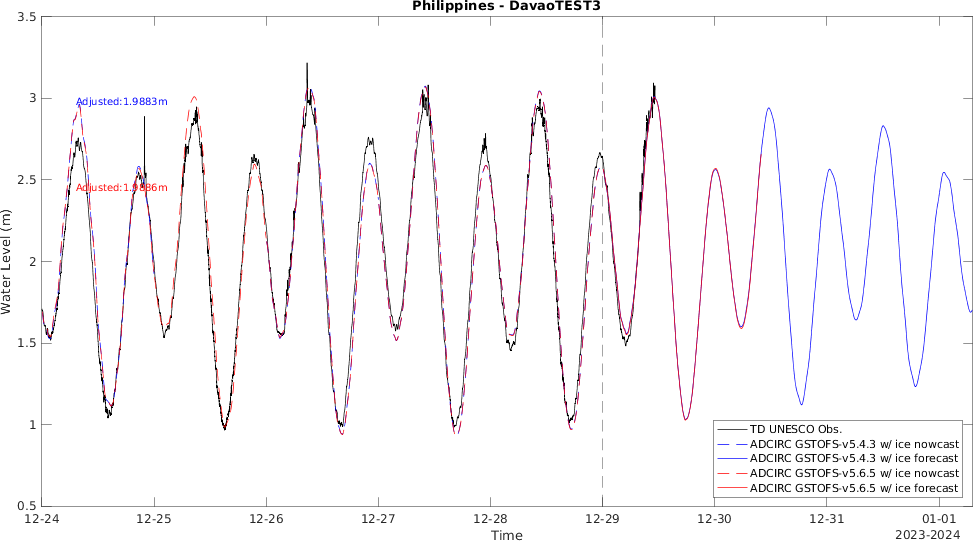 Philippines - DavaoTEST3
3.5
3
2.5
2
1.5
1
0.5
Water Level (m)
Adjusted:1.9883m
Adjusted:1.9886m
TD UNESCO Obs.
ADCIRC GSTOFS-v5.4.3 w/ ice nowcast
ADCIRC GSTOFS-v5.4.3 w/ ice forecast
ADCIRC GSTOFS-v5.6.5 w/ ice nowcast
ADCIRC GSTOFS-v5.6.5 w/ ice forecast
12-24 12-25 12-26 12-27 12-28 12-29 12-30 12-31 01-01
Time
2023-2024